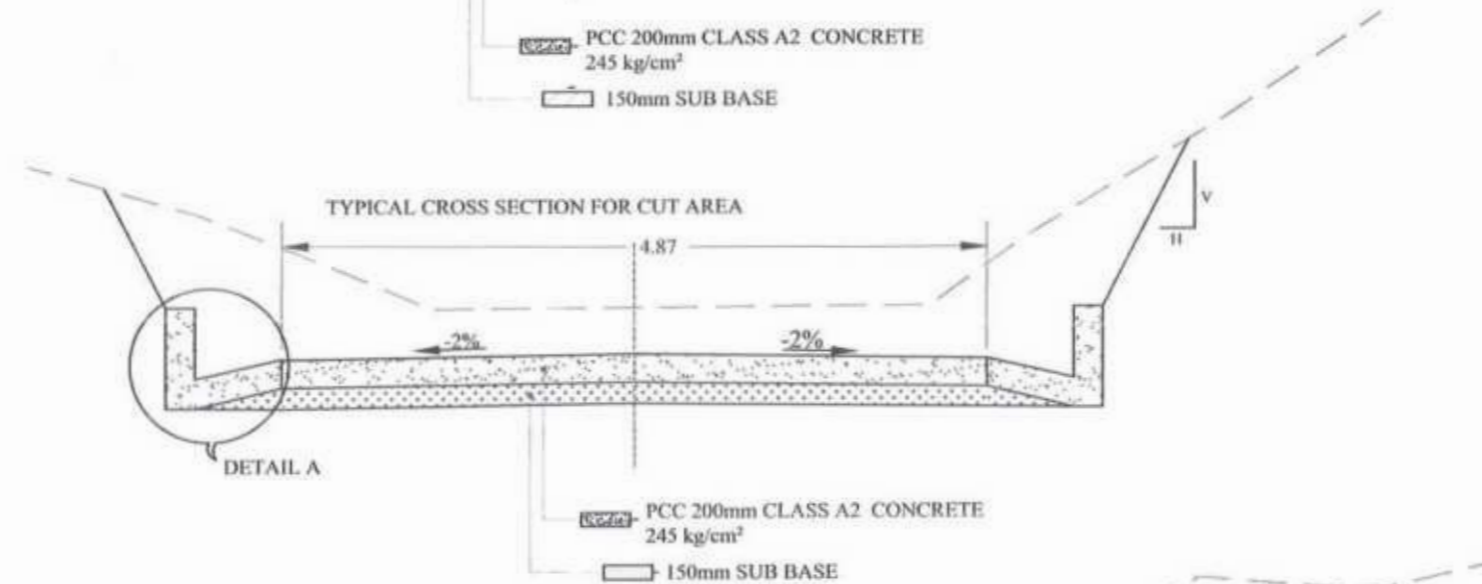 PCC 200mm CLASS A2 CONCRETE
245 kg/cm²
150mm SUB BASE
TYPICAL CROSS SECTION FOR CUT AREA
4.87
V
H
-2%
-2%
DETAIL A
PCC 200mm CLASS A2 CONCRETE
245 kg/cm²
150mm SUB BASE